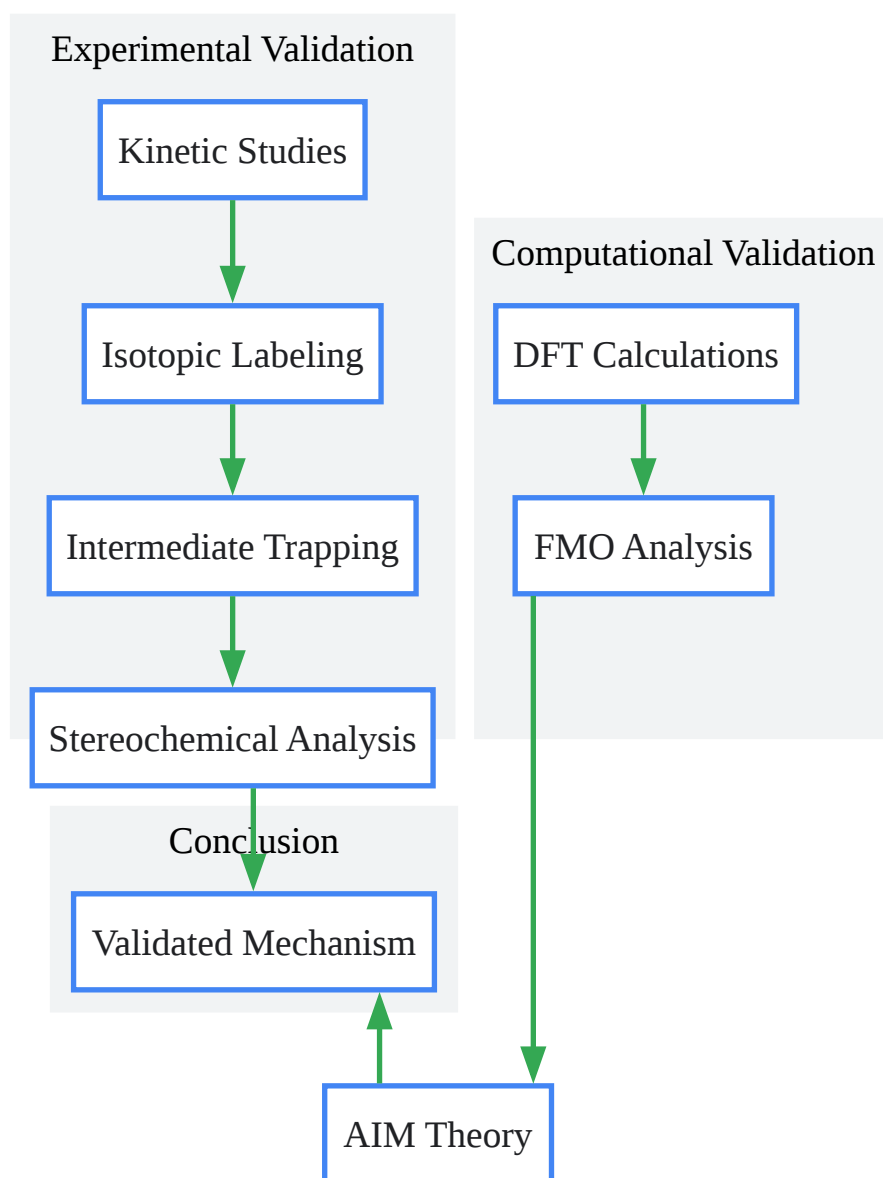 Experimental Validation
Kinetic Studies
Isotopic Labeling
Intermediate Trapping
Stereochemical Analysis
Computational Validation
DFT Calculations
FMO Analysis
Conclusion
Validated Mechanism
AIM Theory